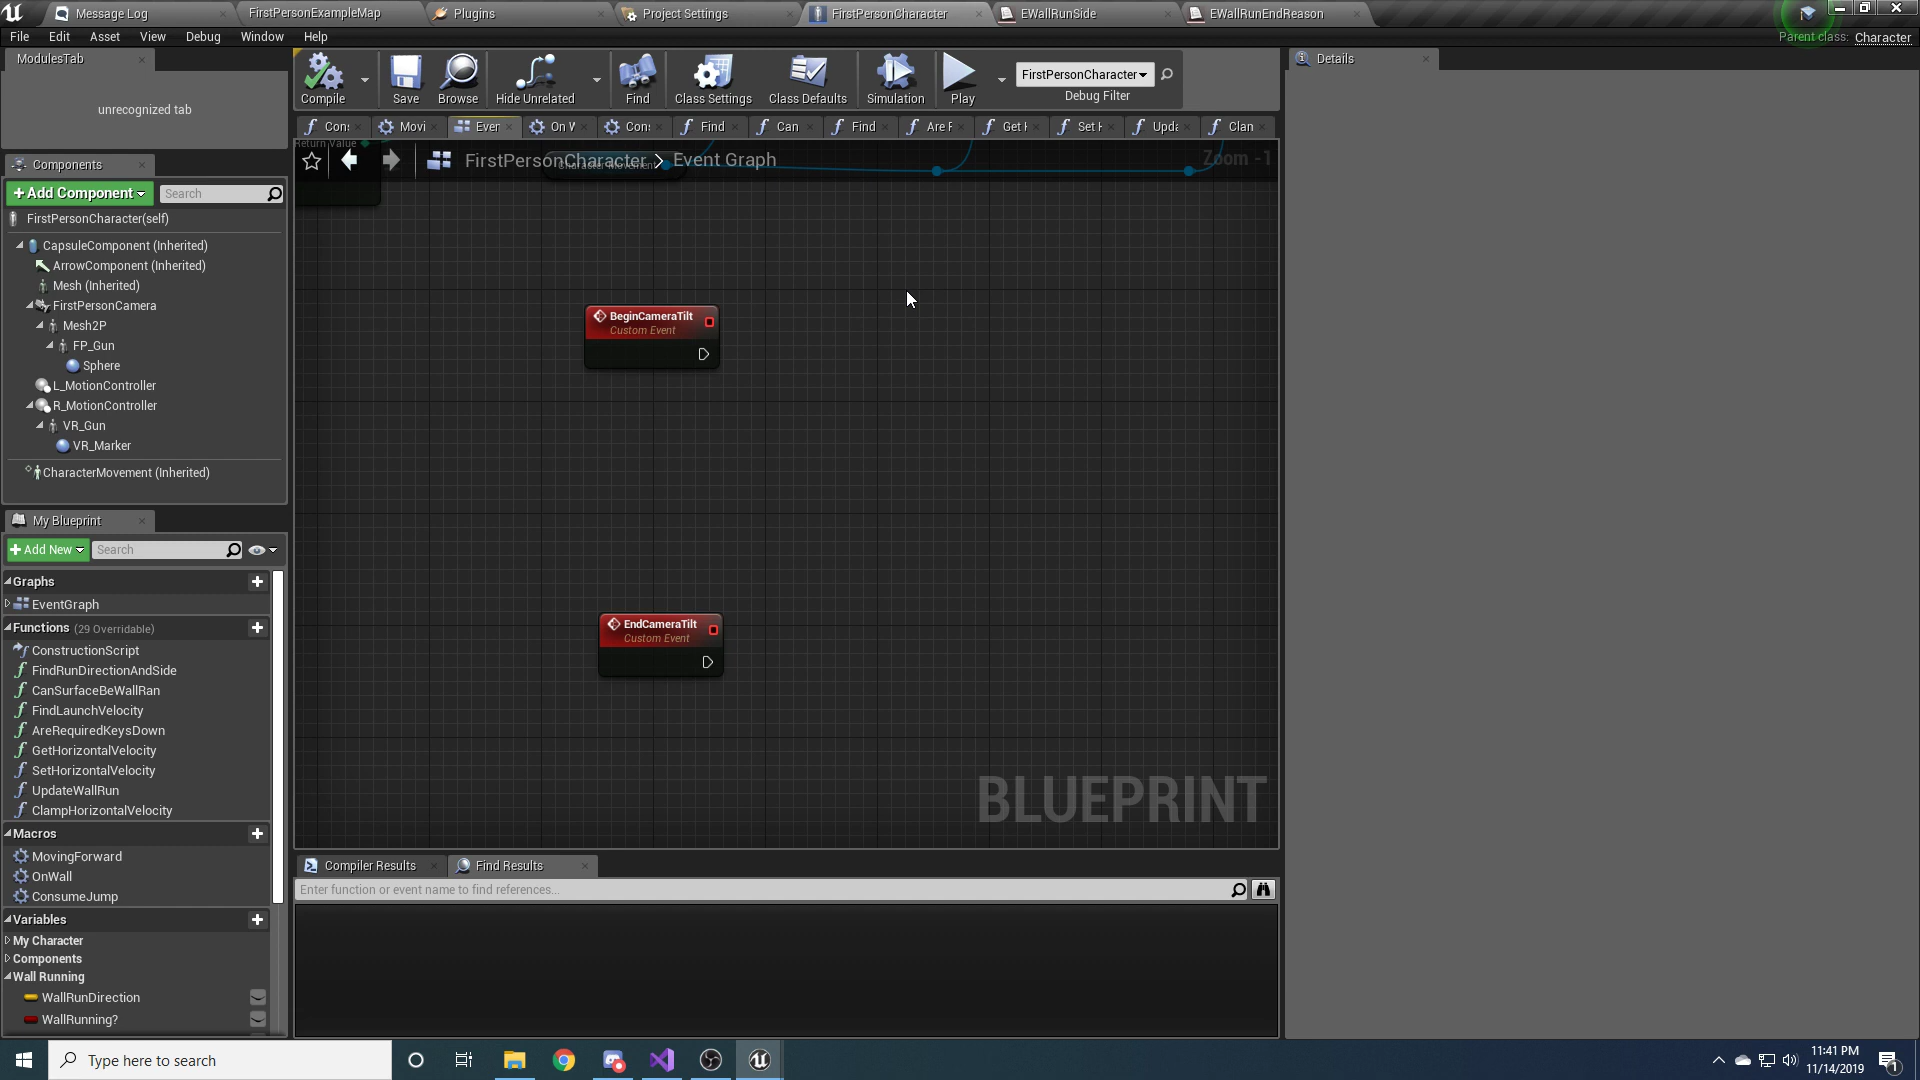 Message Log
FirstPersonExampleMap
Plugins
Project Settings
FirstPersonCharacter
EWallRunSide
EWallRunEndReason
File
Edit
Asset
View
Debug
Window
Help
Parent class: Character
ModulesTab
unrecognized tab
Components
+Add Component
Search
FirstPersonCharacter(self)
CapsuleComponent (Inherited)
ArrowComponent (Inherited)
Mesh (Inherited)
FirstPersonCamera
Mesh2P
FP_Gun
Sphere
L_MotionController
R_MotionController
VR_Gun
VR_Marker
CharacterMovement (Inherited)
My Blueprint
+Add New
Search
Graphs
EventGraph
Functions (29 Overridable)
ConstructionScript
FindRunDirectionAndSide
CanSurfaceBeWallRan
FindLaunchVelocity
AreRequiredKeysDown
GetHorizontalVelocity
SetHorizontalVelocity
UpdateWallRun
ClampHorizontalVelocity
Macros
MovingForward
OnWall
ConsumeJump
Variables
My Character
Components
Wall Running
WallRunDirection
WallRunning?
Compile
Save
Browse
Hide Unrelated
Find
Class Settings
Class Defaults
Simulation
Play
FirstPersonCharacter
Debug Filter
Movi
Ever
On
Find
Can
Find
Upda
Clan
Return Value
FirstPersonCharacter > Event Graph
Zoom -1
Character Movement
BeginCameraTilt
Custom Event
EndCameraTilt
Custom Event
BLUEPRINT
Compiler Results
Find Results
Enter function or event name to find references...
Details
Type here to search
11:41 PM
11/14/2019
1